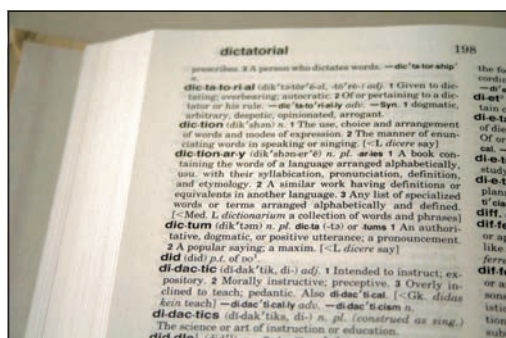 dictatorial 198
prescribes. 3 A person who dictates words. —dic'ta·tor·ship'
n.
dic·ta·to·ri·al (dik'tə·tôr'ē·əl, -tō'rē-) adj. 1 Given to dic-
tating; overbearing; autocratic. 2 Of or pertaining to a dic-
tator or his rule. —dic'ta·to'ri·al·ly adv. —Syn. 1 dogmatic,
arbitrary, despotic, opinionated, arrogant.
dic·tion (dik'shən) n. 1 The use, choice and arrangement
of words and modes of expression. 2 The manner of enun-
ciating words in speaking or singing. [<L dicere say]
dic·tion·ar·y (dik'shən·er'ē) n. pl. ·ar·ies 1 A book con-
taining the words of a language arranged alphabetically,
usu. with their syllabication, pronunciation, definition,
and etymology. 2 A similar work having definitions or
equivalents in another language. 3 Any list of specialized
words or terms arranged alphabetically and defined.
[<Med. L dictionarium a collection of words and phrases]
dic·tum (dik'təm) n. pl. dic·ta (-tə) or ·tums 1 An authori-
tative, dogmatic, or positive utterance; a pronouncement.
2 A popular saying; a maxim. [<L dicere say]
did (did) p.t. of DO¹.
di·dac·tic (dī·dak'tik, di-) adj. 1 Intended to instruct; ex-
pository. 2 Morally instructive; preceptive. 3 Overly in-
clined to teach; pedantic. Also di·dac'ti·cal. [<Gk. didas
kein teach] —di·dac'ti·cal·ly adv. —di·dac'ti·cism n.
di·dac·tics (dī·dak'tiks, di-) n. pl. (construed as sing.)
The science or art of instruction or education.